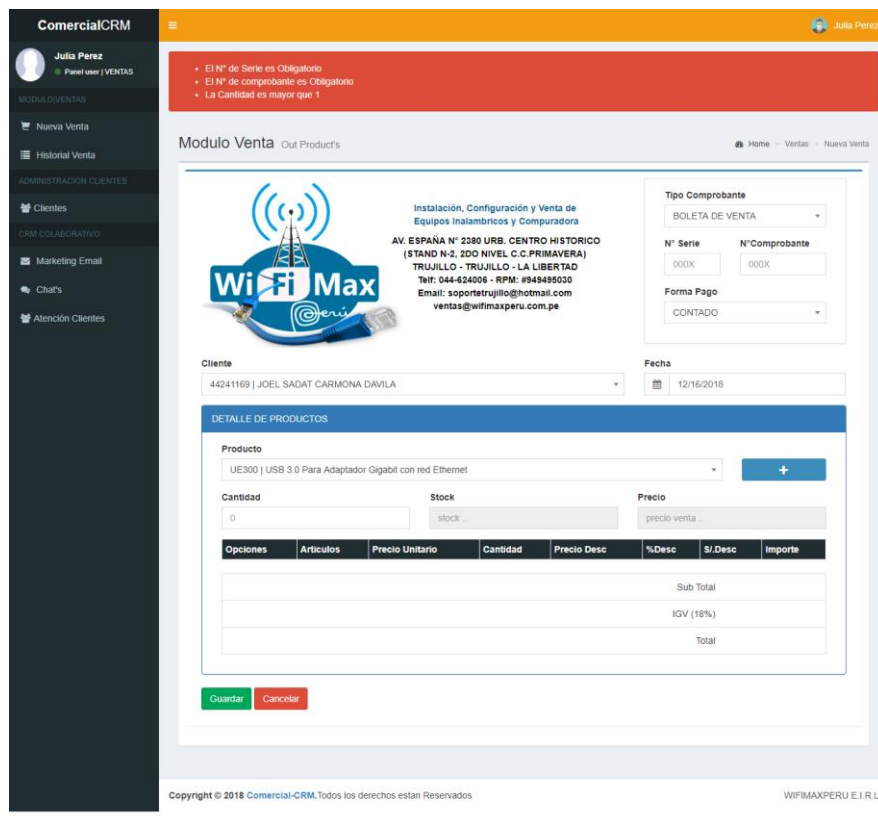 ComercialCRM
Julia Perez
Julia Perez
Panel user | VENTAS
MODULO|VENTAS
Nueva Venta
Historial Venta
ADMINISTRACION CLIENTES
Clientes
CRM COLABORATIVO
Marketing Email
Chat's
Atención Clientes
El N° de Serie es Obligatorio
El N° de comprobante es Obligatorio
La Cantidad es mayor que 1
Modulo Venta Out Product's
Home > Ventas > Nueva Venta
WiFi Max
@erú
Instalación, Configuración y Venta de
Equipos Inalambricos y Compuradora
AV. ESPAÑA N° 2380 URB. CENTRO HISTORICO
(STAND N-2, 2DO NIVEL C.C.PRIMAVERA)
TRUJILLO - TRUJILLO - LA LIBERTAD
Telf: 044-624006 - RPM: #949495030
Email: soportetrujillo@hotmail.com
ventas@wifimaxperu.com.pe
Tipo Comprobante
BOLETA DE VENTA
N° Serie N°Comprobante
000X 000X
Forma Pago
CONTADO
Cliente
44241169 | JOEL SADAT CARMONA DAVILA
Fecha
12/16/2018
DETALLE DE PRODUCTOS
Producto
UE300 | USB 3.0 Para Adaptador Gigabit con red Ethernet
+
Cantidad Stock Precio
0 stock .. precio venta ..
Opciones Articulos Precio Unitario Cantidad Precio Desc %Desc S/.Desc Importe
Sub Total
IGV (18%)
Total
Guardar Cancelar
Copyright © 2018 Comercial-CRM.Todos los derechos estan Reservados
WIFIMAXPERU E.I.R.L